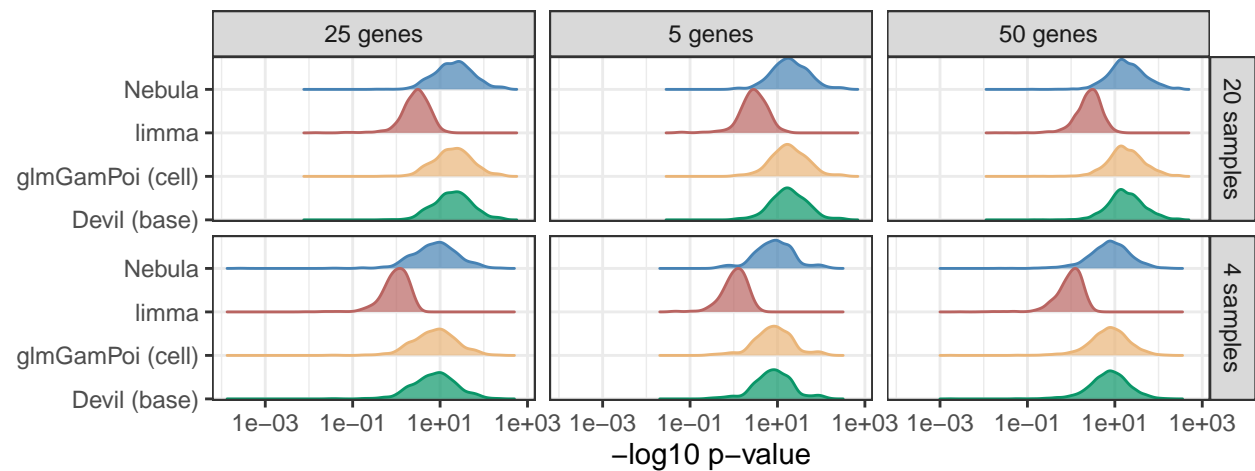 25 genes
5 genes
50 genes
Nebula
limma
glmGamPoi (cell)
Devil (base)
20 samples
Nebula
limma
glmGamPoi (cell)
Devil (base)
4 samples
1e−03 1e−01 1e+01 1e+03
1e−03 1e−01 1e+01 1e+03
1e−03 1e−01 1e+01 1e+03
−log10 p−value